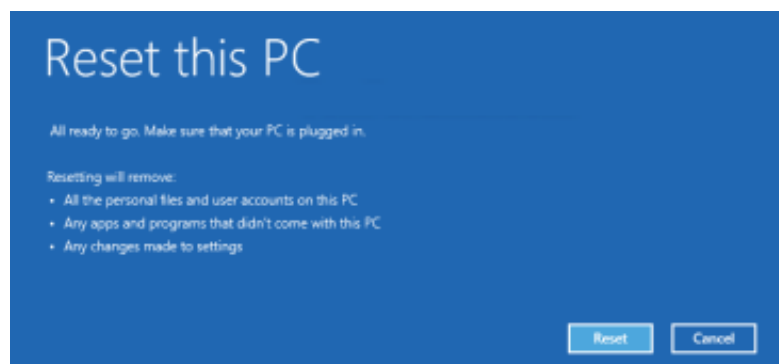 Reset this PC
All ready to go. Make sure that your PC is plugged in.
Resetting will remove:
• All the personal files and user accounts on this PC
• Any apps and programs that didn't come with this PC
• Any changes made to settings
Reset Cancel